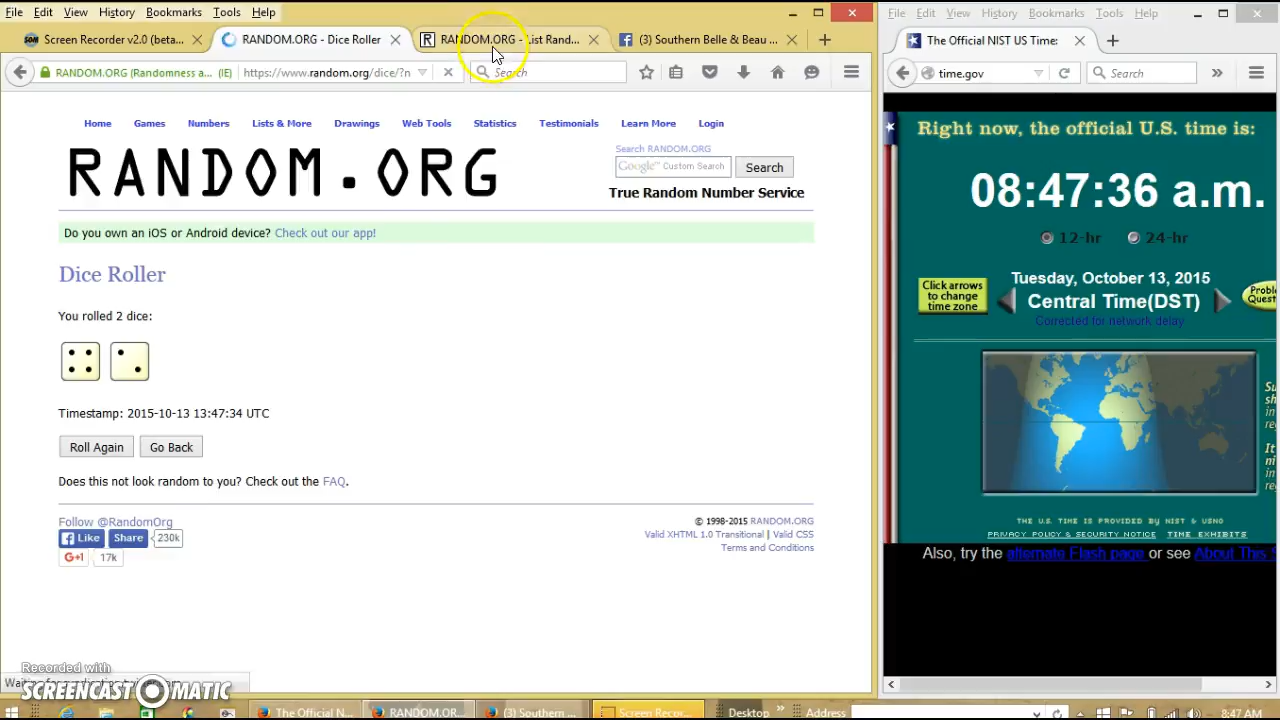 File Edit View History Bookmarks Tools Help
Screen Recorder v2.0 (beta...
RANDOM.ORG - Dice Roller
RANDOM.ORG - List Rand...
(3) Southern Belle & Beau ...
RANDOM.ORG (Randomness a... (IE)
https://www.random.org/dice/?n
Search
Home Games Numbers Lists & More Drawings Web Tools Statistics Testimonials Learn More Login
RANDOM.ORG
Search RANDOM.ORG
Google™ Custom Search
Search
True Random Number Service
Do you own an iOS or Android device? Check out our app!
Dice Roller
You rolled 2 dice:
Timestamp: 2015-10-13 13:47:34 UTC
Roll Again Go Back
Does this not look random to you? Check out the FAQ.
Follow @RandomOrg
Like Share 230k
G+1 17k
© 1998-2015 RANDOM.ORG
Valid XHTML 1.0 Transitional | Valid CSS
Terms and Conditions
Recorded with
SCREENCAST MATIC
File Edit View History Bookmarks Tools Help
The Official NIST US Time:
time.gov
Search
Right now, the official U.S. time is:
08:47:36 a.m.
12-hr 24-hr
Click arrows
to change
time zone
Tuesday, October 13, 2015
Central Time(DST)
Corrected for network delay
THE U.S. TIME IS PROVIDED BY NIST & USNO
PRIVACY POLICY & SECURITY NOTICE TIME EXHIBITS
Also, try the alternate Flash page or see About This S
The Official N...
RANDOM.OR...
(3) Southern ...
Screen Recor...
Desktop
Address
8:47 AM